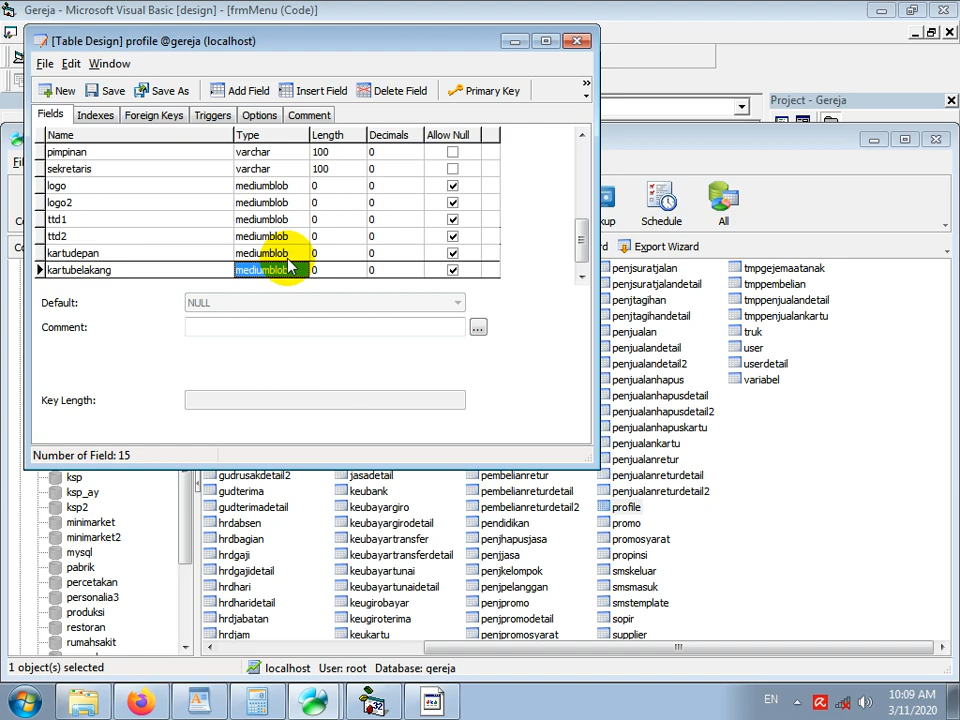 Gereja - Microsoft Visual Basic [design] - [frmMenu (Code)]
[Table Design] profile @gereja (localhost)
File Edit Window
New Save Save As Add Field Insert Field Delete Field Primary Key »
Fields Indexes Foreign Keys Triggers Options Comment
Name Type Length Decimals Allow Null
pimpinan varchar 100 0
sekretaris varchar 100 0
logo mediumblob 0 0
logo2 mediumblob 0 0
ttd1 mediumblob 0 0
ttd2 mediumblob 0 0
kartudepan mediumblob 0 0
kartubelakang mediumblob 0 0
Default: NULL
Comment: ...
Key Length:
Number of Field: 15
Project - Gereja
Schedule All
Export Wizard
penjsuratjalan tmpgejemaatanak
penjsuratjalandetail tmppembelian
penjtagihan tmppenjualandetail
penjtagihandetail tmppenjualankartu
penjualan truk
penjualandetail user
penjualandetail2 userdetail
penjualanhapus variabel
penjualanhapusdetail
penjualanhapusdetail2
penjualanhapuskartu
penjualankartu
penjualanretur
gudrusakdetail2 jasadetail pembelianretur penjualanreturdetail
gudterima keubank pembelianreturdetail penjualanreturdetail2
gudterimadetail keubayargiro pembelianreturdetail2 profile
hrdabsen keubayargirodetail pendidikan promo
hrdbagian keubayartransfer penjhapusjasa promosyarat
hrdgaji keubayartransferdetail penjjasa propinsi
hrdgajidetail keubayartunai penjkelompok smskeluar
hrdhari keubayartunaidetail penjpelanggan smsmasuk
hrdharidetail keugirobayar penjpromo smstemplate
hrdjabatan keugiroterima penjpromodetail sopir
hrdjam keukartu penjpromosyarat supplier
ksp
ksp_ay
ksp2
minimarket
minimarket2
mysql
pabrik
percetakan
personalia3
produksi
restoran
rumahsakit
1 object(s) selected localhost User: root Database: gereja
EN 10:09 AM
3/11/2020